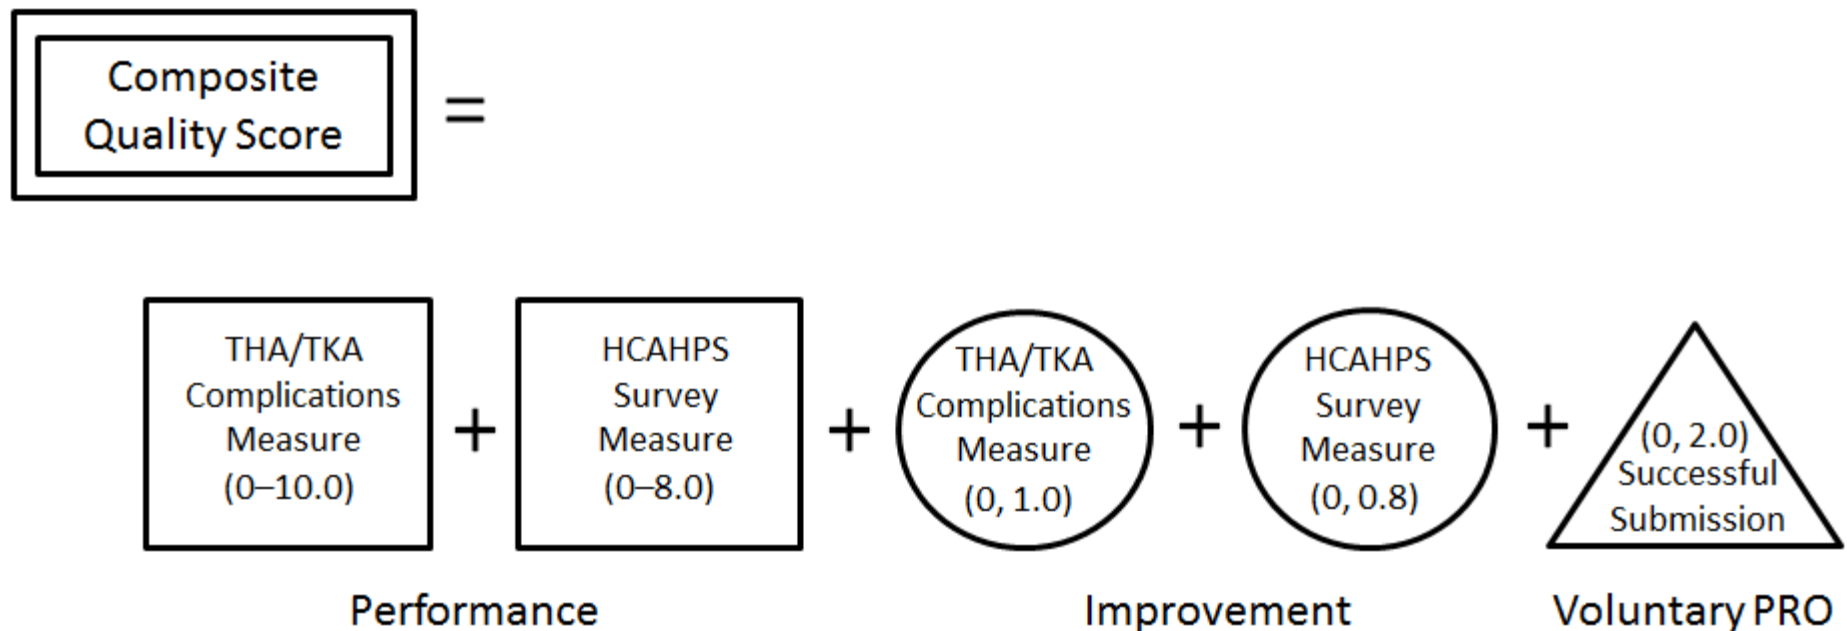 Composite
Quality Score
=
THA/TKA
Complications
Measure
(0–10.0)
+
HCAHPS
Survey
Measure
(0–8.0)
+
THA/TKA
Complications
Measure
(0, 1.0)
+
HCAHPS
Survey
Measure
(0, 0.8)
+
(0, 2.0)
Successful
Submission
Performance
Improvement
Voluntary PRO